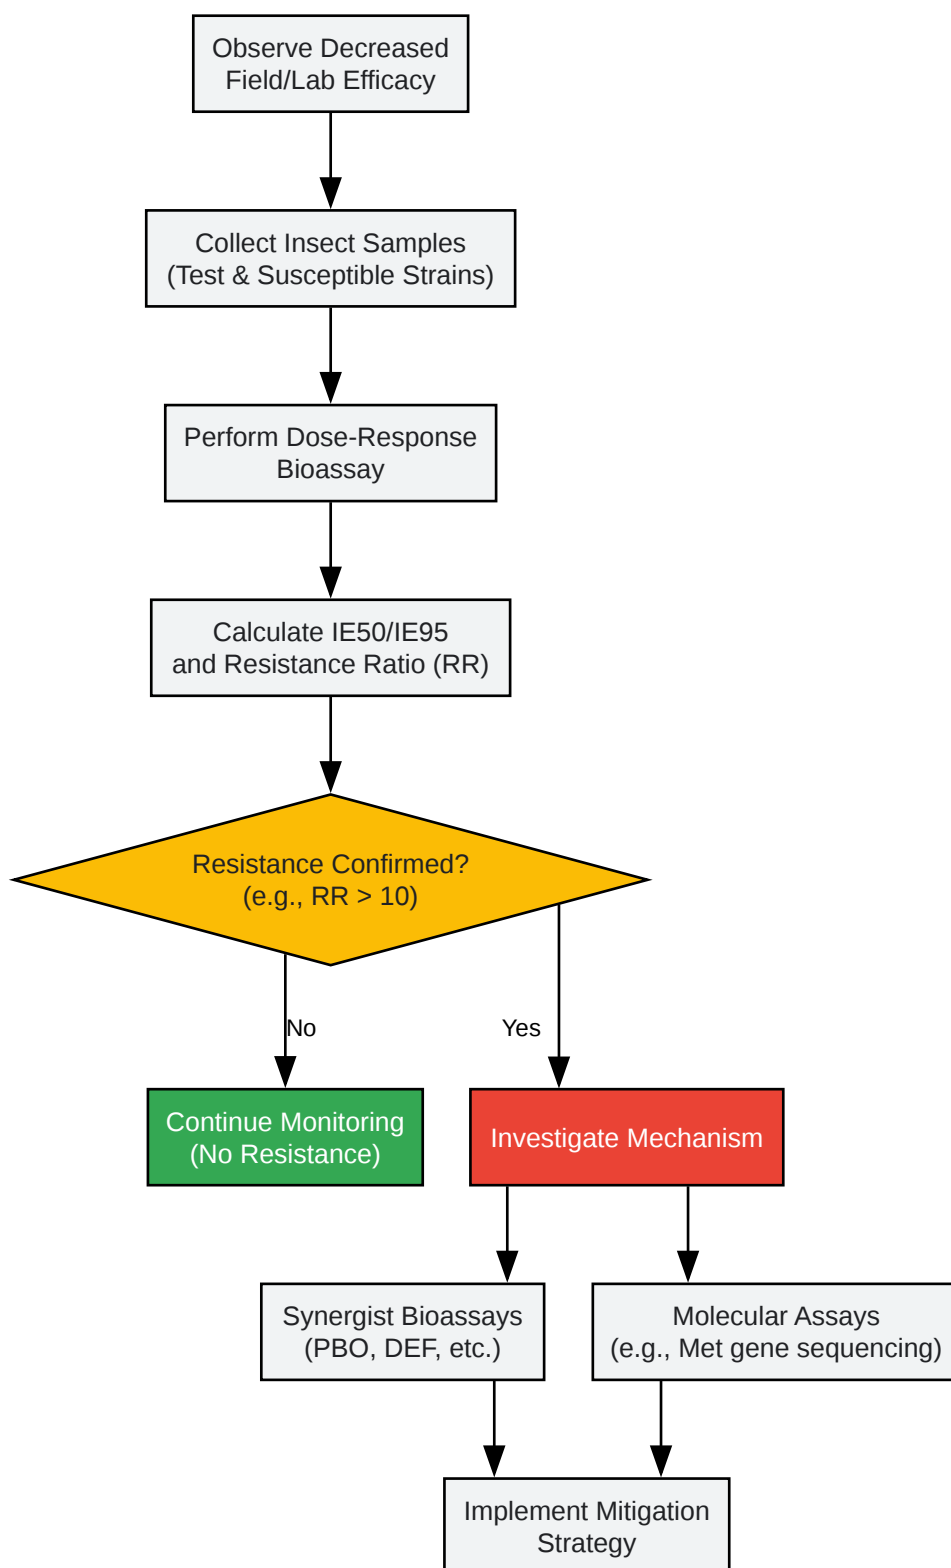 Observe Decreased
Field/Lab Efficacy
Collect Insect Samples
(Test & Susceptible Strains)
Perform Dose-Response
Bioassay
Calculate IE50/IE95
and Resistance Ratio (RR)
Resistance Confirmed?
(e.g., RR > 10)
No
Yes
Continue Monitoring
(No Resistance)
Investigate Mechanism
Synergist Bioassays
(PBO, DEF, etc.)
Molecular Assays
(e.g., Met gene sequencing)
Implement Mitigation
Strategy